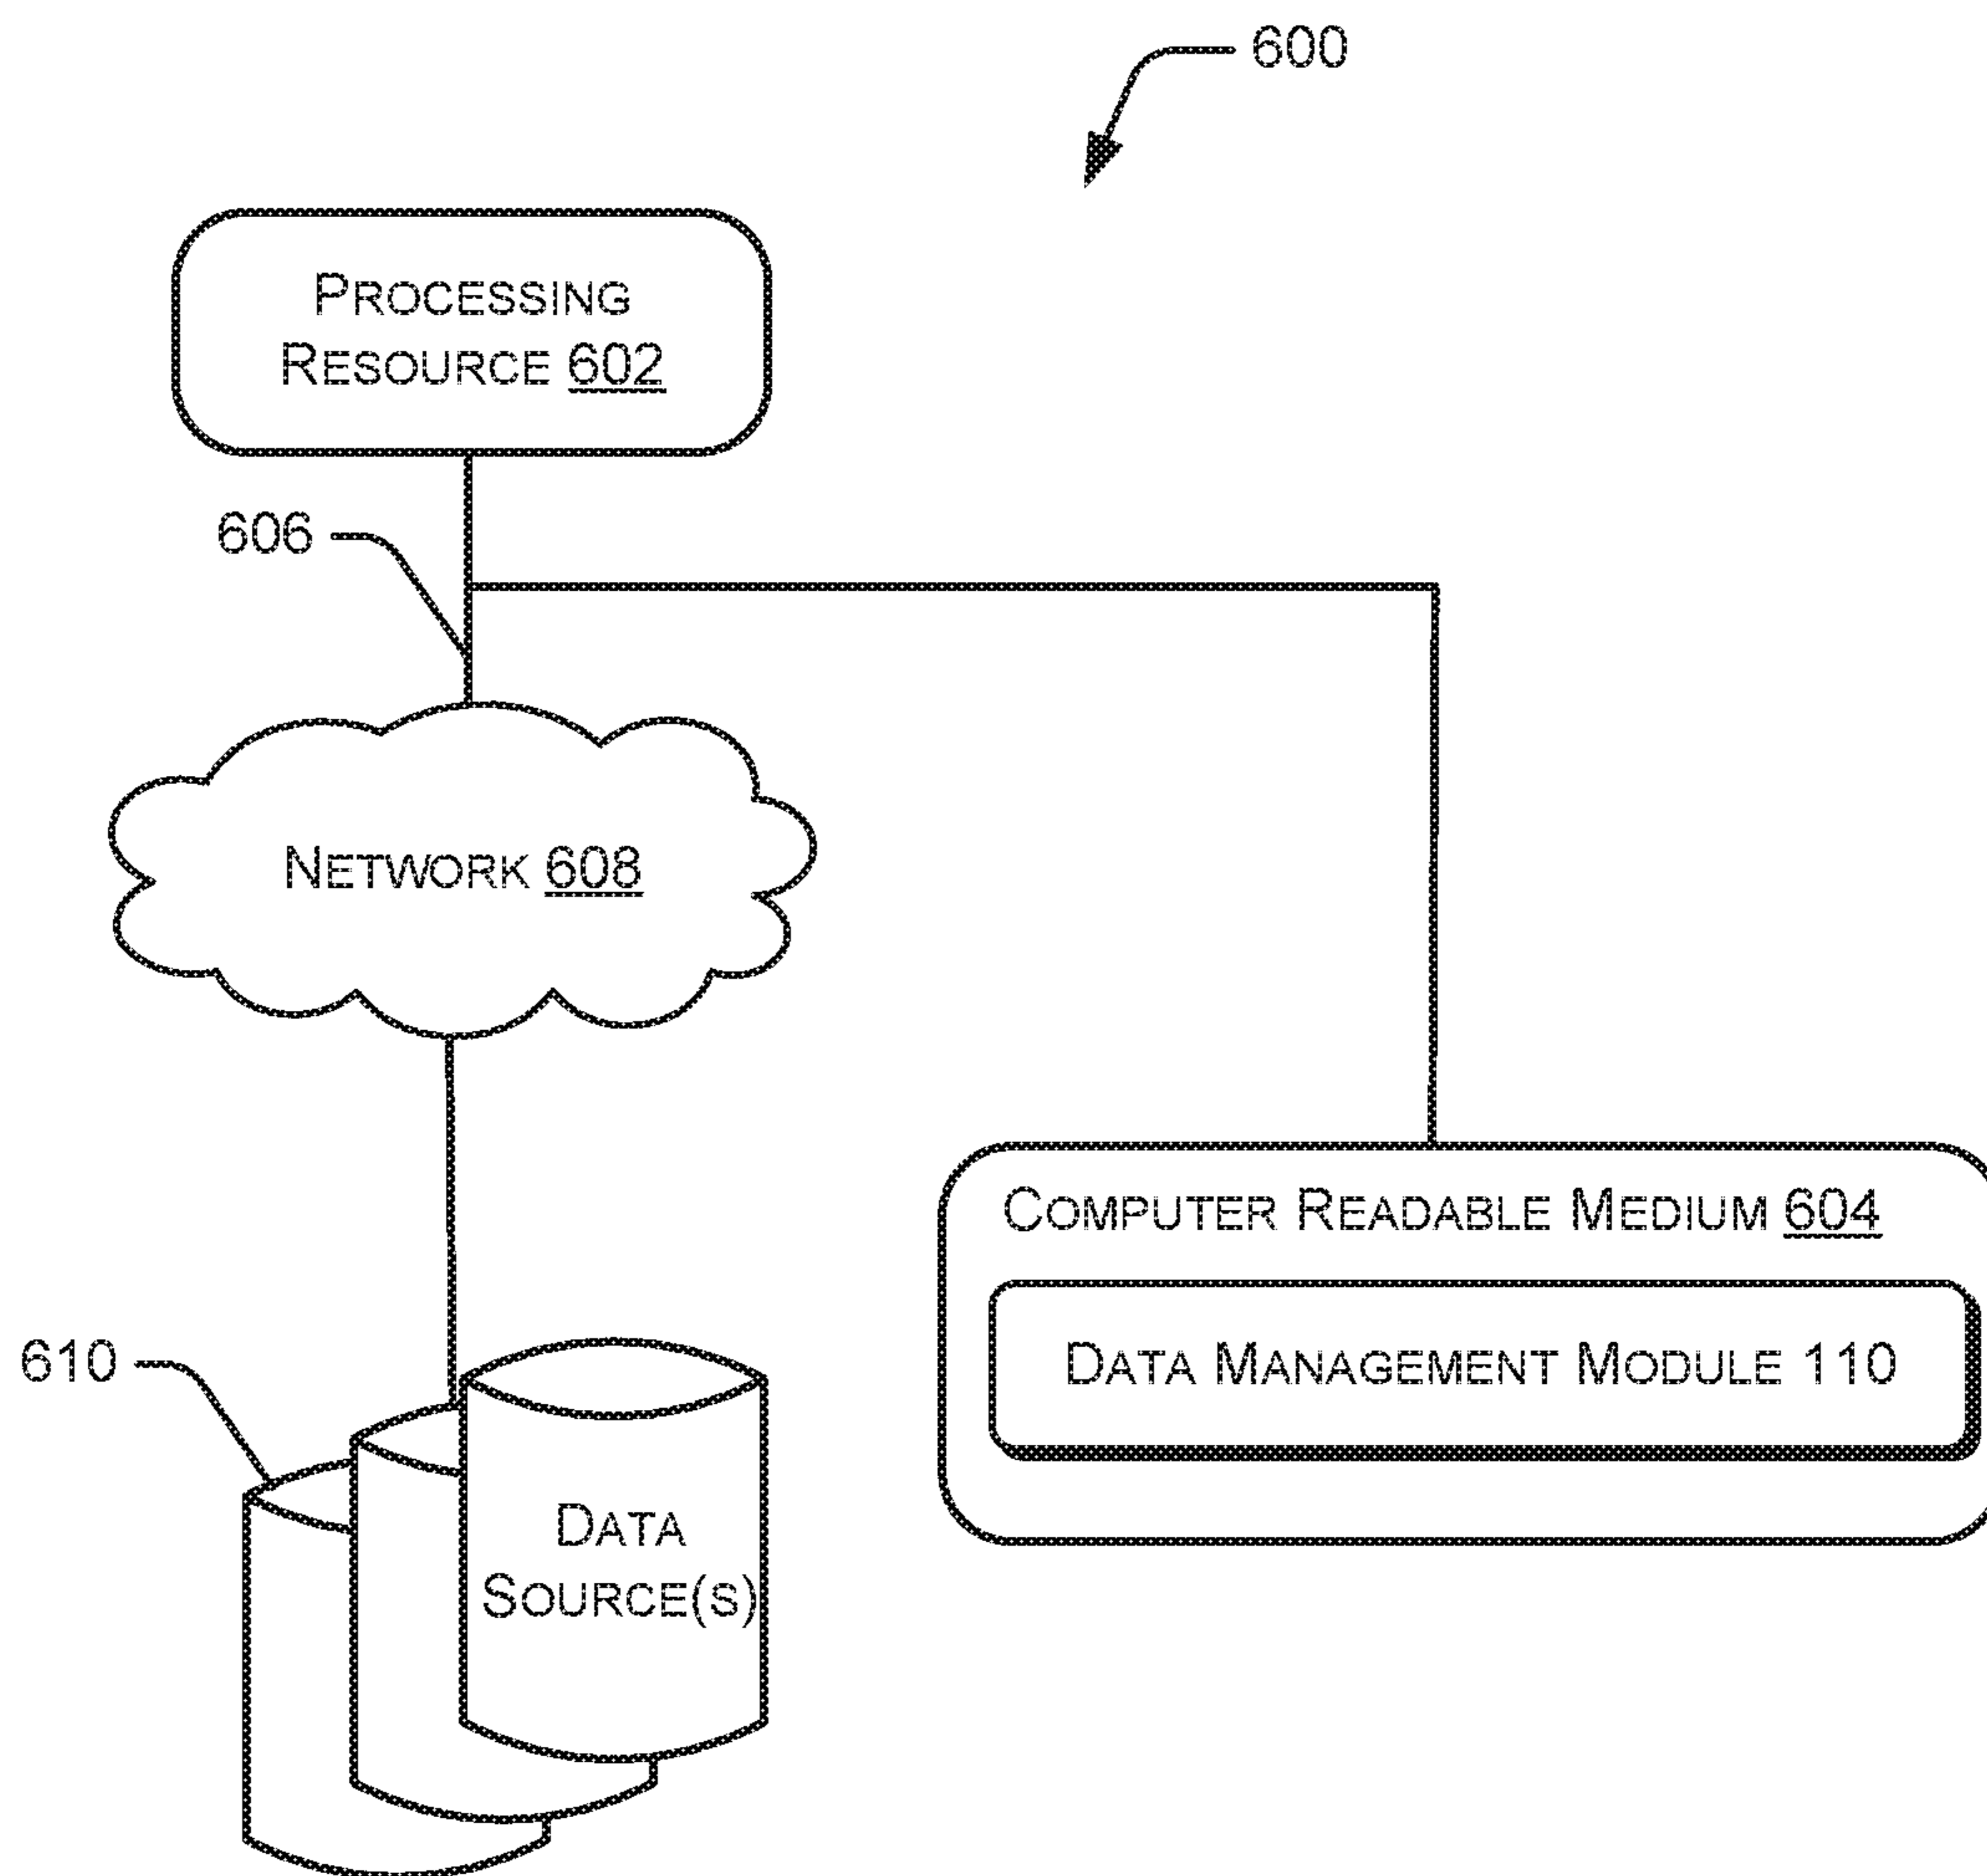 600
PROCESSING
RESOURCE 602
606
NETWORK 608
COMPUTER READABLE MEDIUM 604
DATA MANAGEMENT MODULE 110
610
DATA
SOURCE(S)